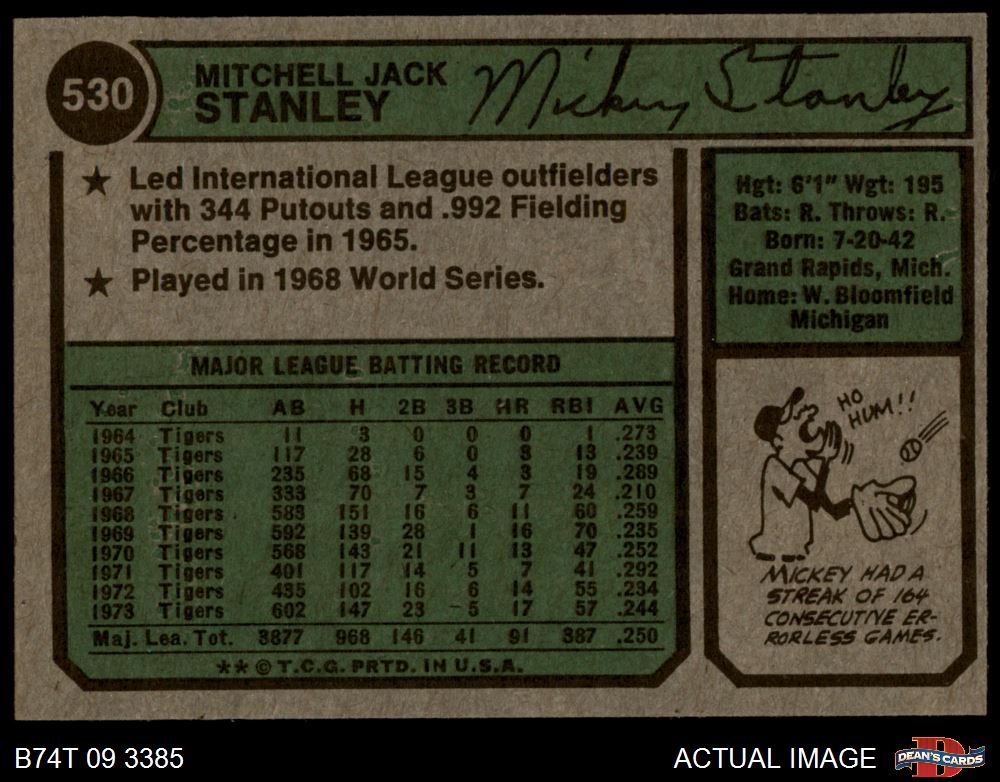 530
MITCHELL JACK
STANLEY
Mickey Stanley
★ Led International League outfielders
with 344 Putouts and .992 Fielding
Percentage in 1965.
★ Played in 1968 World Series.
Hgt: 6'1" Wgt: 195
Bats: R. Throws: R.
Born: 7-20-42
Grand Rapids, Mich.
Home: W. Bloomfield
Michigan
MAJOR LEAGUE BATTING RECORD
Year Club AB H 2B 3B HR RBI AVG
1964 Tigers 11 3 0 0 0 1 .273
1965 Tigers 117 28 6 0 3 13 .239
1966 Tigers 235 68 15 4 3 19 .289
1967 Tigers 333 70 7 3 7 24 .210
1968 Tigers 583 151 16 6 11 60 .259
1969 Tigers 592 139 28 1 16 70 .235
1970 Tigers 568 143 21 11 13 47 .252
1971 Tigers 401 117 14 5 7 41 .292
1972 Tigers 435 102 16 6 14 55 .234
1973 Tigers 602 147 23 5 17 57 .244
Maj. Lea. Tot. 3877 968 146 41 91 387 .250
** © T.C.G. PRTD. IN U.S.A.
HO
HUM!!
MICKEY HAD A
STREAK OF 164
CONSECUTIVE ER-
RORLESS GAMES.
B74T 09 3385
ACTUAL IMAGE
D
DEAN'S CARDS